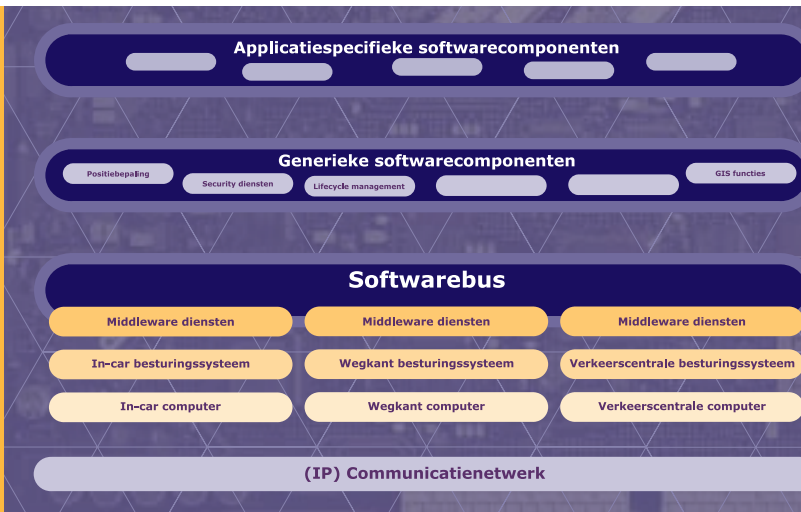 Applicatiespecifieke softwarecomponenten
Generieke softwarecomponenten
Positiebepaling
Security diensten
Lifecycle management
GIS functies
Softwarebus
Middleware diensten
Middleware diensten
Middleware diensten
In-car besturingssysteem
Wegkant besturingssysteem
Verkeerscentrale besturingssysteem
In-car computer
Wegkant computer
Verkeerscentrale computer
(IP) Communicatienetwerk